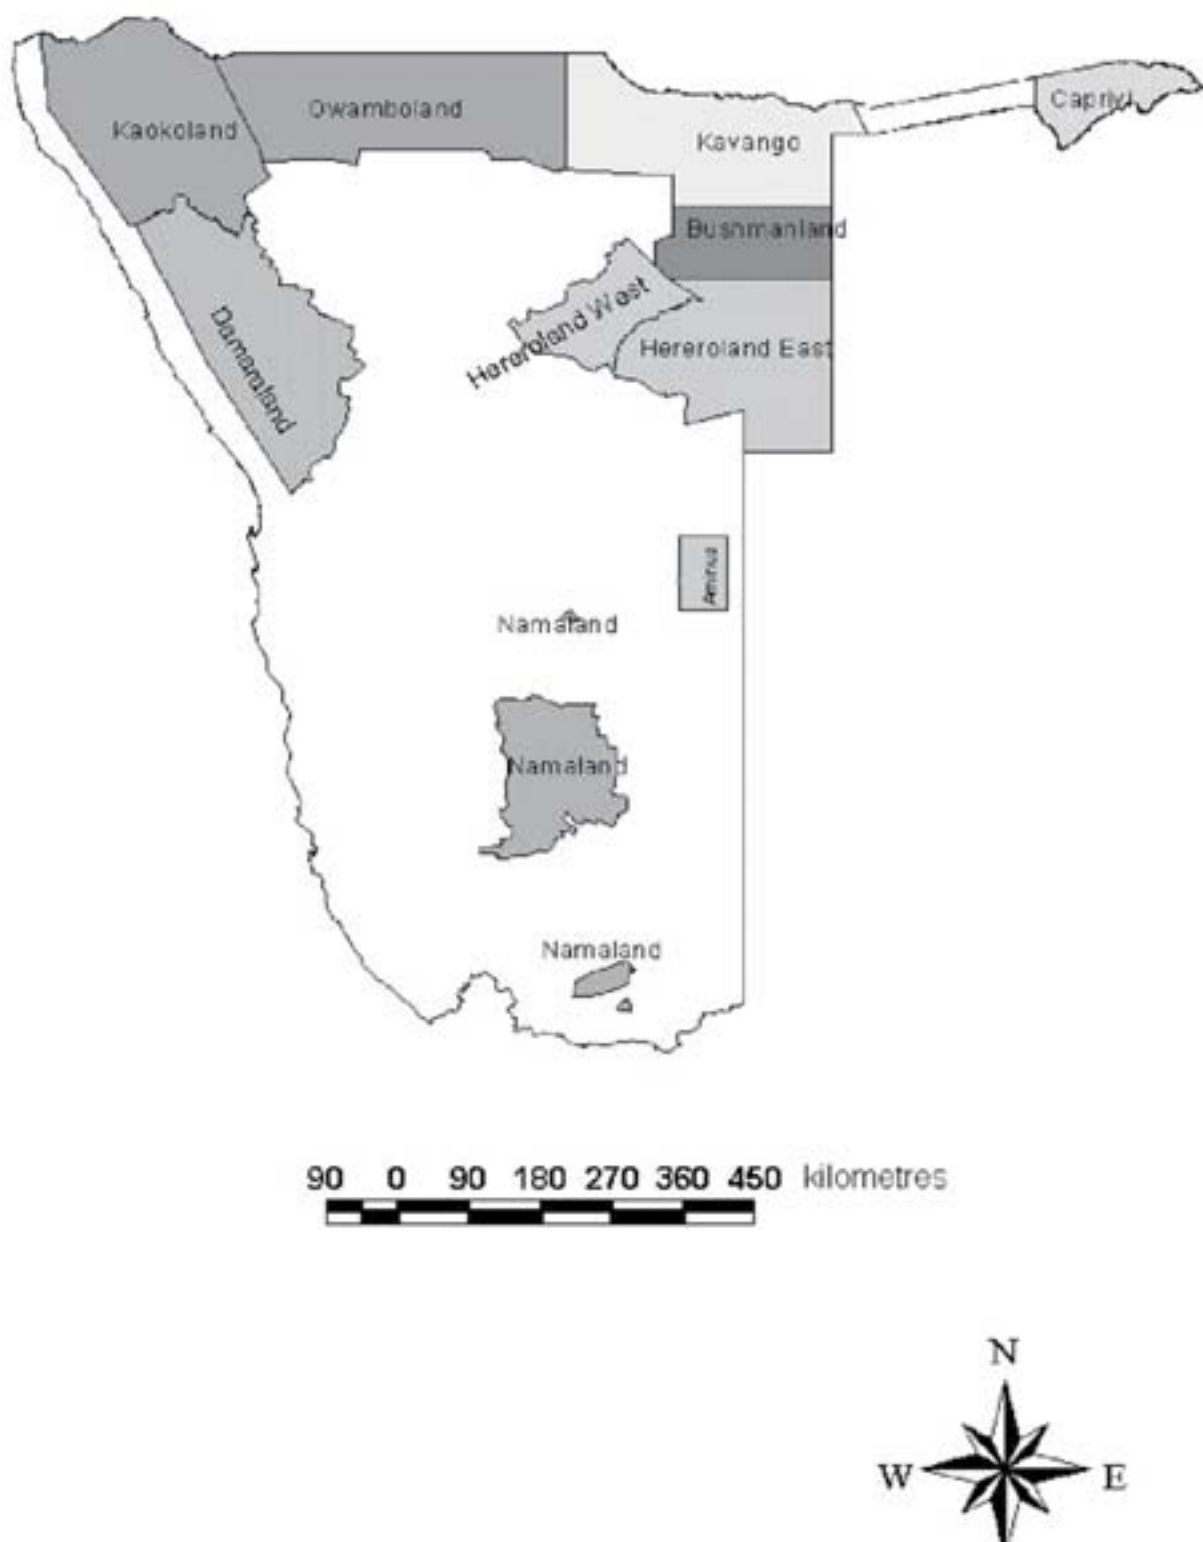 Owamboland
Caprivi
Kaokoland
Kavango
Bushmanland
Hereroland West
Damaraland
Hereroland East
Aminus
Namaland
Namaland
Namaland
90 0 90 180 270 360 450 kilometres
N
W E